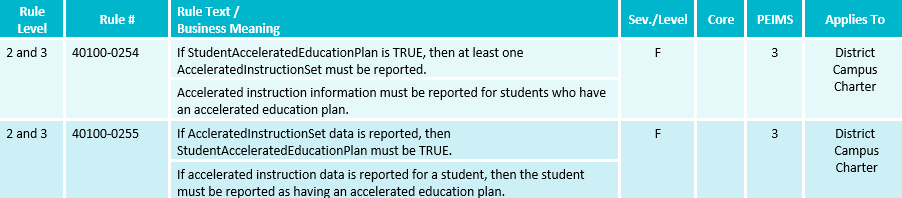 Rule Level Rule # Rule Text / Business Meaning Sev./Level Core PEIMS Applies To
2 and 3 40100-0254 If StudentAcceleratedEducationPlan is TRUE, then at least one F 3 District
AcceleratedInstructionSet must be reported. Campus
Accelerated instruction information must be reported for students who have Charter
an accelerated education plan.
2 and 3 40100-0255 If AccleratedInstructionSet data is reported, then F 3 District
StudentAcceleratedEducationPlan must be TRUE. Campus
If accelerated instruction data is reported for a student, then the student Charter
must be reported as having an accelerated education plan.